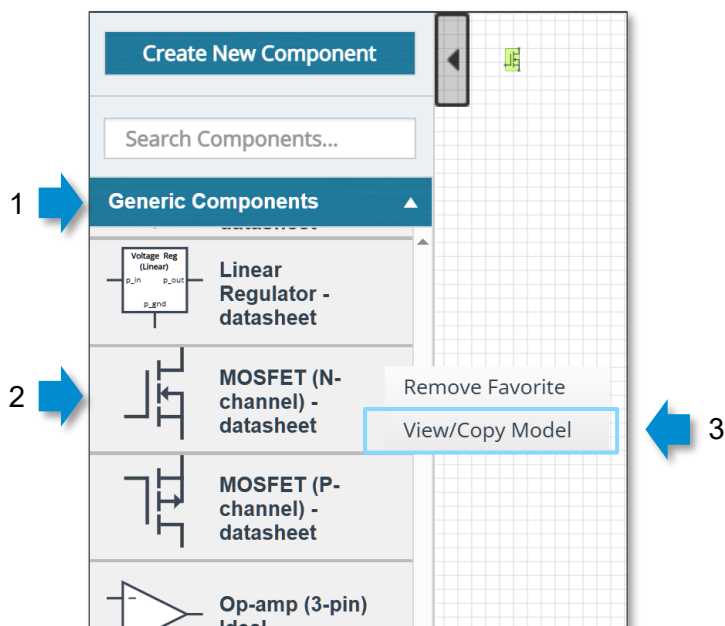 Create New Component
Search Components...
1
Generic Components
datasheet
Voltage Reg
(Linear)
p_in p_out
p_gnd
Linear
Regulator -
datasheet
2
MOSFET (N-
channel) -
datasheet
Remove Favorite
View/Copy Model
3
MOSFET (P-
channel) -
datasheet
Op-amp (3-pin)
Ideal